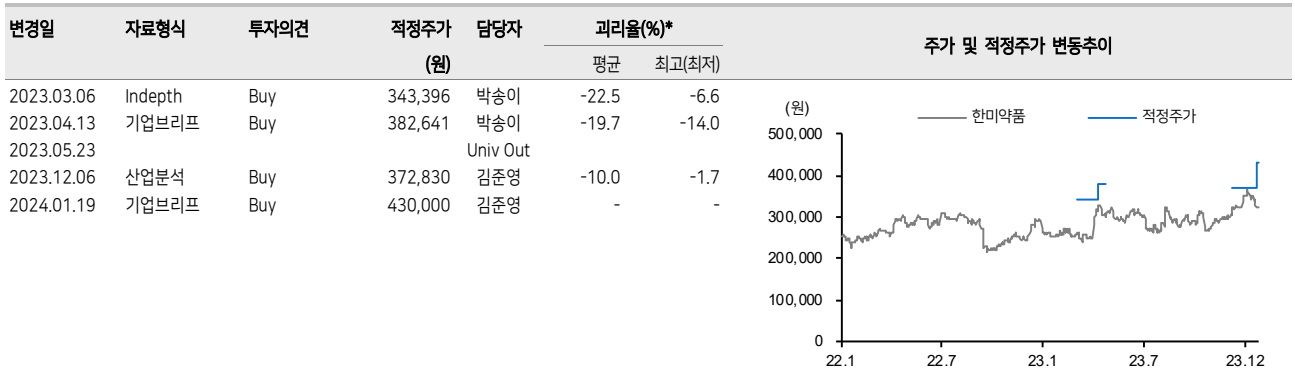 변경일 자료형식 투자의견 적정주가 담당자 괴리율(%)* 주가 및 적정주가 변동추이
(원) 평균 최고(최저)
2023.03.06 Indepth Buy 343,396 박송이 -22.5 -6.6
2023.04.13 기업브리프 Buy 382,641 박송이 -19.7 -14.0
2023.05.23 Univ Out
2023.12.06 산업분석 Buy 372,830 김준영 -10.0 -1.7
2024.01.19 기업브리프 Buy 430,000 김준영 - -
(원) 한미약품 적정주가
500,000
400,000
300,000
200,000
100,000
0
22.1 22.7 23.1 23.7 23.12